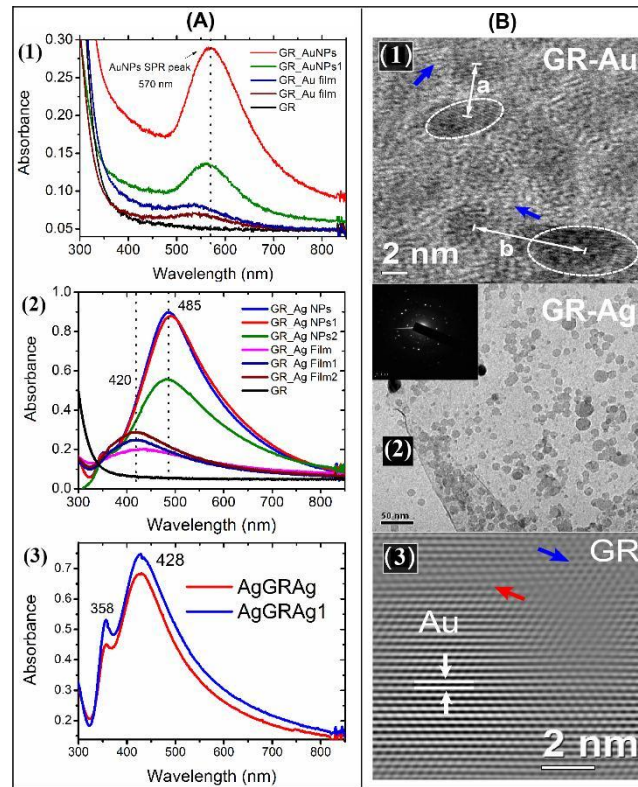 (A)
(1)
0.30
0.25
0.20
0.15
0.10
0.05
Absorbance
AuNPs SPR peak
570 nm
GR_AuNPs
GR_AuNPs1
GR_Au film
GR_Au film
GR
300 400 500 600 700 800
Wavelength (nm)
(2)
1.0
0.8
0.6
0.4
0.2
0.0
Absorbance
485
420
GR_Ag NPs
GR_Ag NPs1
GR_Ag NPs2
GR_Ag Film
GR_Ag Film1
GR_Ag Film2
GR
300 400 500 600 700 800
Wavelength (nm)
(3)
0.7
0.6
0.5
0.4
0.3
0.2
Absorbance
358
428
AgGRAg
AgGRAg1
300 400 500 600 700 800
Wavelength (nm)
(B)
(1)
GR-Au
a
b
2 nm
GR-Ag
(2)
50 nm
(3)
GR
Au
2 nm